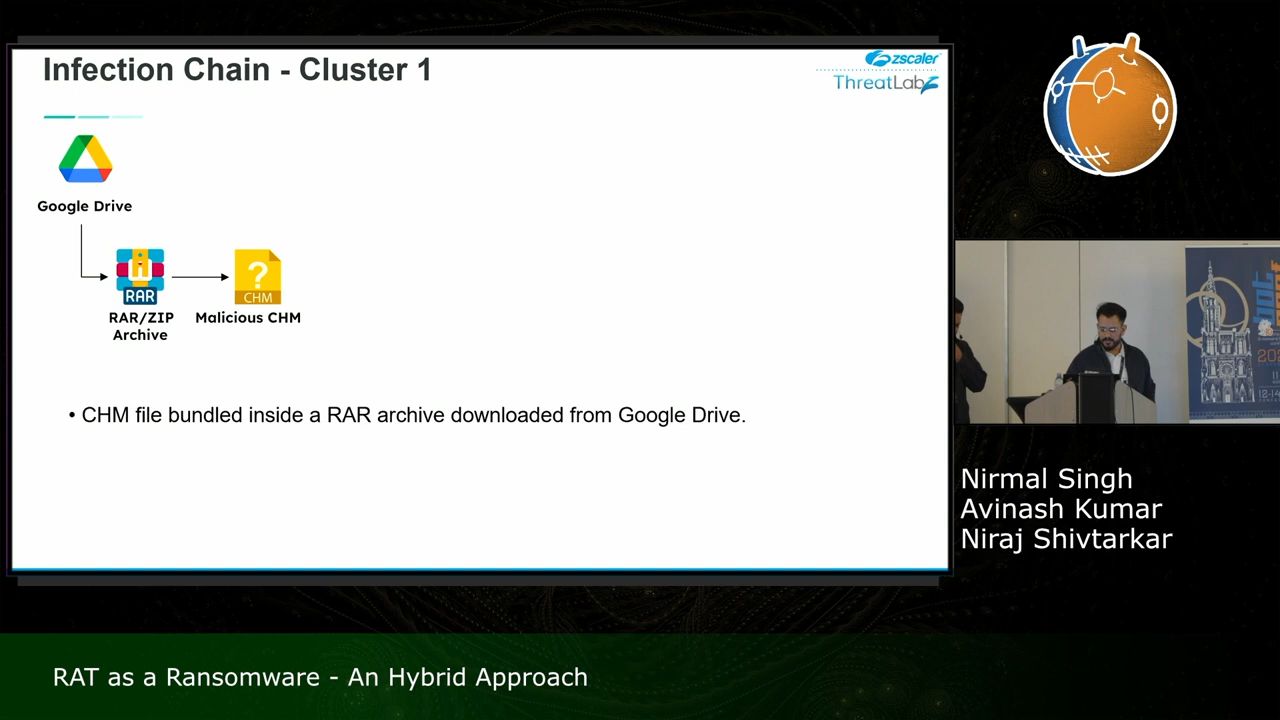 Infection Chain - Cluster 1
zscaler
ThreatLabZ
Google Drive
RAR
CHM
RAR/ZIP
Archive
Malicious CHM
• CHM file bundled inside a RAR archive downloaded from Google Drive.
Nirmal Singh
Avinash Kumar
Niraj Shivtarkar
RAT as a Ransomware - An Hybrid Approach